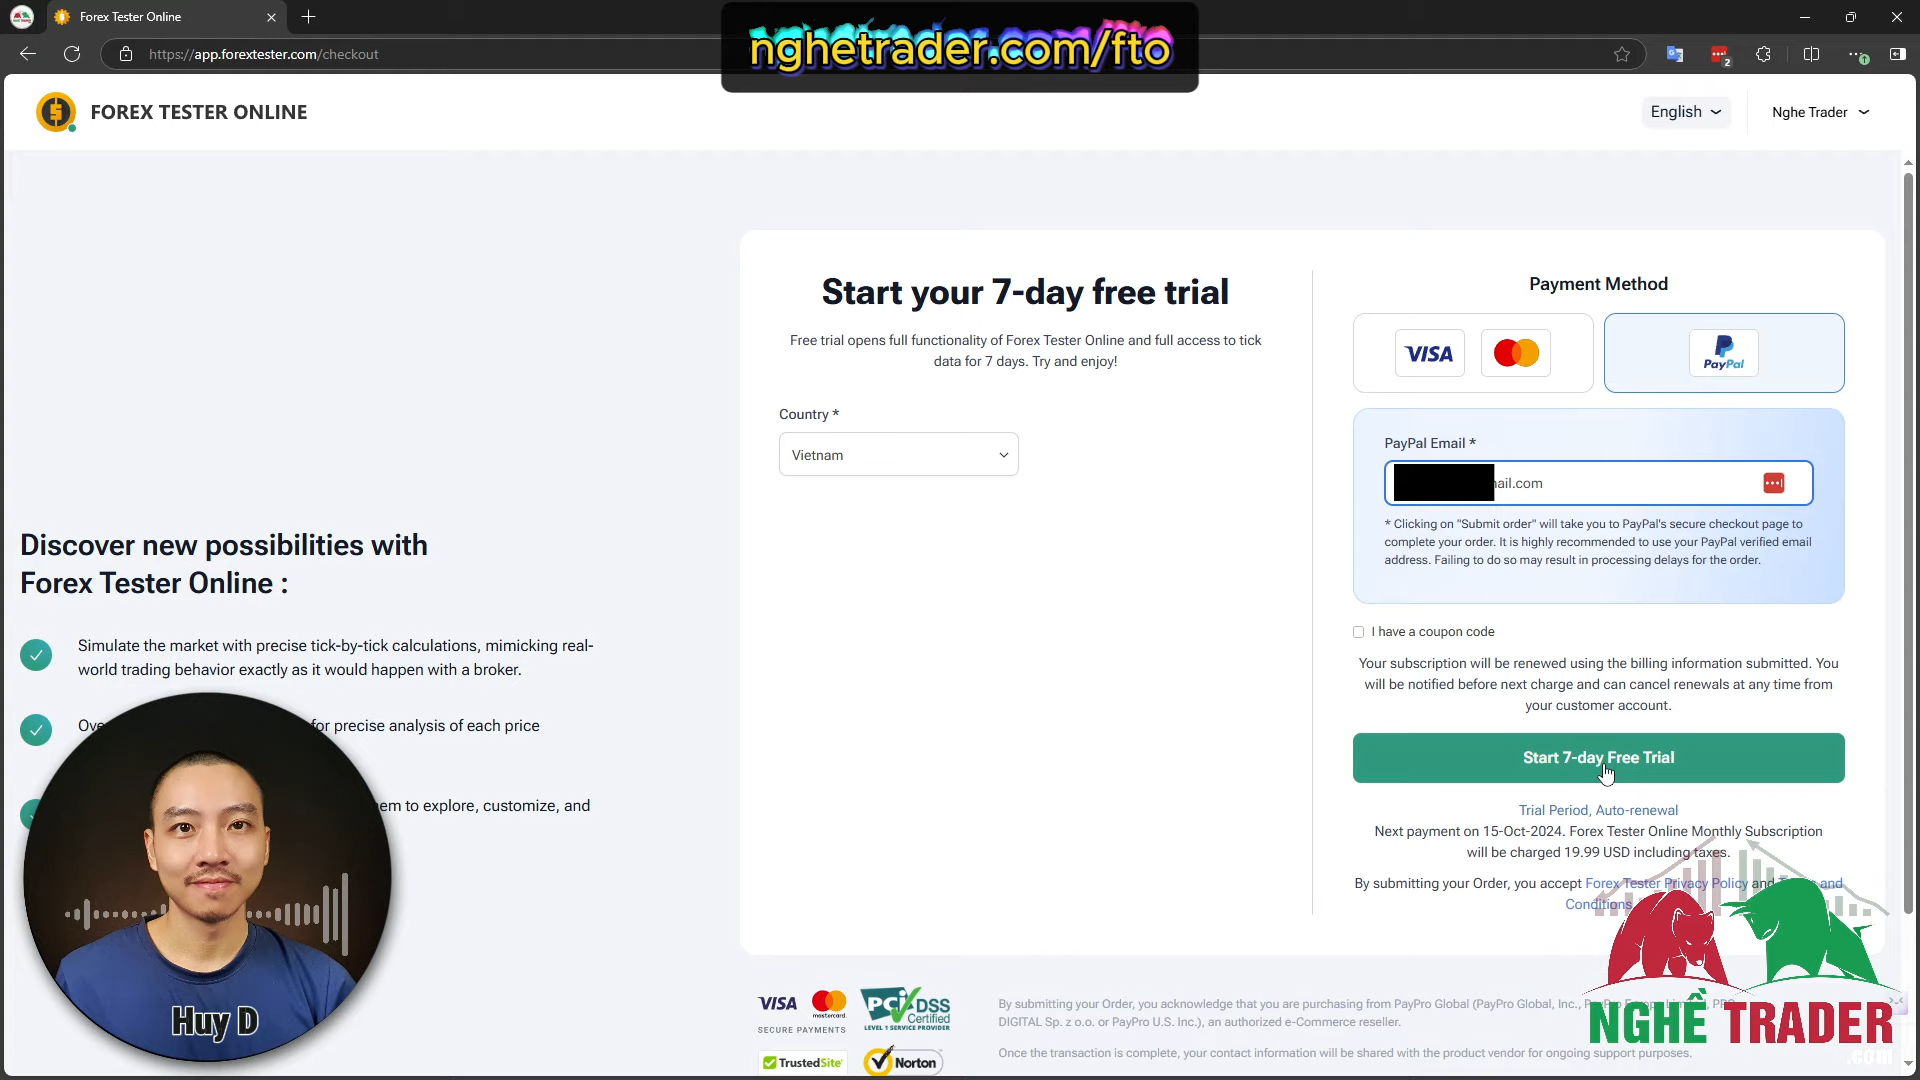 Forex Tester Online
https://app.forextester.com/checkout
nghetrader.com/fto
2
FOREX TESTER ONLINE
English
Nghe Trader
Start your 7-day free trial
Free trial opens full functionality of Forex Tester Online and full access to tick
data for 7 days. Try and enjoy!
Country *
Vietnam
Payment Method
VISA
PayPal
PayPal Email *
ail.com
* Clicking on "Submit order" will take you to PayPal's secure checkout page to
complete your order. It is highly recommended to use your PayPal verified email
address. Failing to do so may result in processing delays for the order.
I have a coupon code
Your subscription will be renewed using the billing information submitted. You
will be notified before next charge and can cancel renewals at any time from
your customer account.
Start 7-day Free Trial
Trial Period, Auto-renewal
Next payment on 15-Oct-2024. Forex Tester Online Monthly Subscription
will be charged 19.99 USD including taxes.
By submitting your Order, you accept Forex Tester Privacy Policy and Terms and
Conditions
Discover new possibilities with
Forex Tester Online :
Simulate the market with precise tick-by-tick calculations, mimicking real-
world trading behavior exactly as it would happen with a broker.
Ove for precise analysis of each price
em to explore, customize, and
Huy D
VISA
mastercard
PCI DSS
Certified
LEVEL 1 SERVICE PROVIDER
SECURE PAYMENTS
TrustedSite
Norton
By submitting your Order, you acknowledge that you are purchasing from PayPro Global (PayPro Global, Inc.,
DIGITAL Sp. z o.o. or PayPro U.S. Inc.), an authorized e-Commerce reseller.
Once the transaction is complete, your contact information will be shared with the product vendor for ongoing support purposes.
NGHỀ TRADER
.com